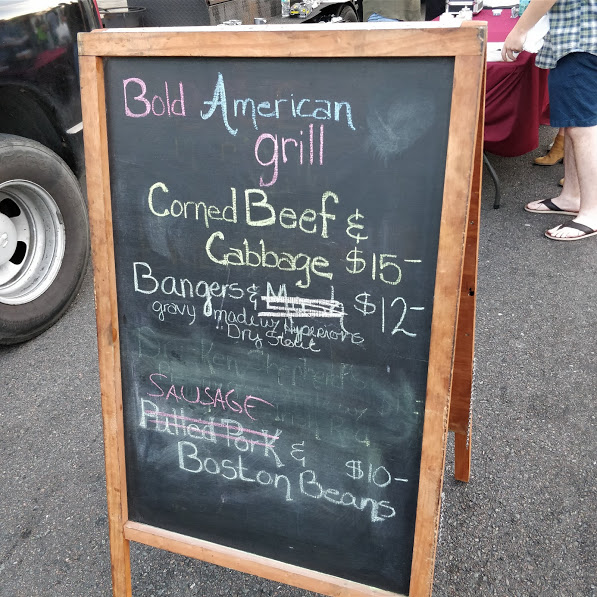 Bold American
grill
Corned Beef &
Cabbage $15-
Bangers & Mash $12-
gravy made w/ Hyperions
Dry Stout
SAUSAGE
Pulled Pork &
Boston Beans $10-